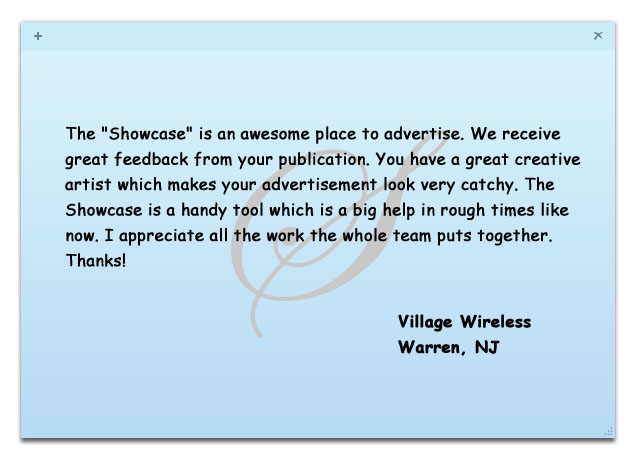 The "Showcase" is an awesome place to advertise. We receive
great feedback from your publication. You have a great creative
artist which makes your advertisement look very catchy. The
Showcase is a handy tool which is a big help in rough times like
now. I appreciate all the work the whole team puts together.
Thanks!
Village Wireless
Warren, NJ